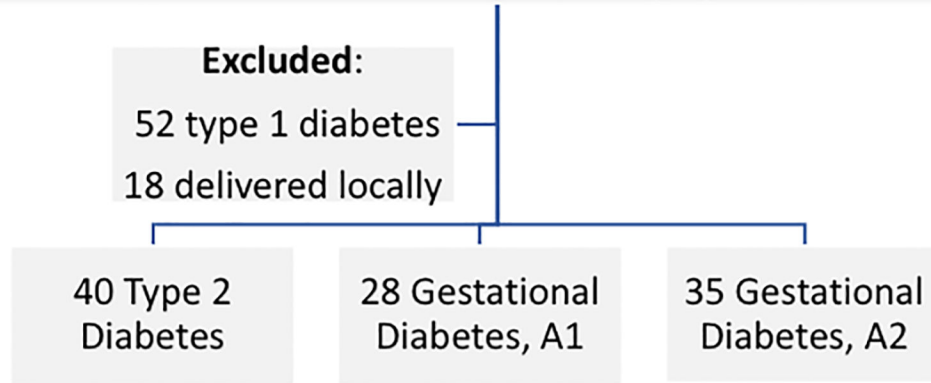 Excluded:
52 type 1 diabetes
18 delivered locally
40 Type 2
Diabetes
28 Gestational
Diabetes, A1
35 Gestational
Diabetes, A2